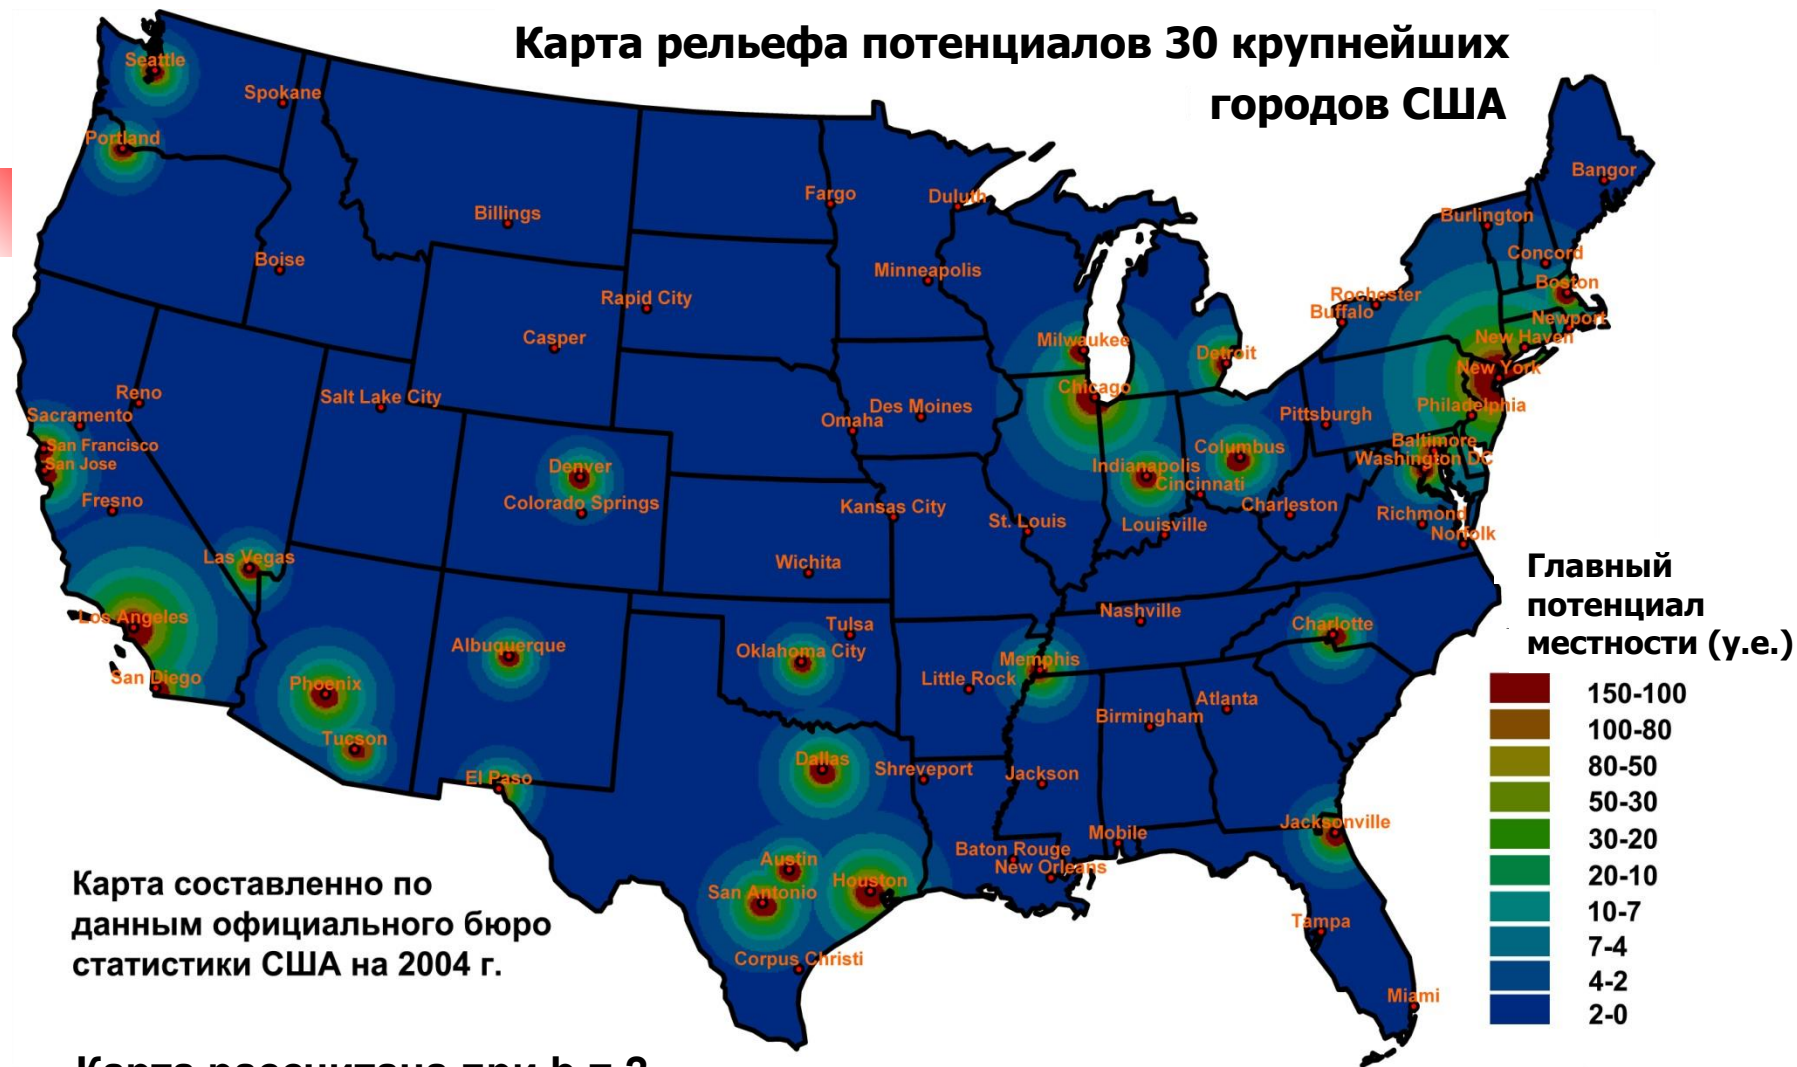 Карта рельефа потенциалов 30 крупнейших
городов США
Seattle
Spokane
Portland
Bangor
Fargo
Duluth
Billings
Burlington
Concord
Boise
Minneapolis
Boston
Rapid City
Rochester
Buffalo
Newport
Casper
Milwaukee
New Haven
Detroit
New York
Reno
Chicago
Salt Lake City
Sacramento
Des Moines
Omaha
Pittsburgh
Philadelphia
San Francisco
Columbus
Baltimore
San Jose
Denver
Indianapolis
Washington DC
Cincinnati
Fresno
Colorado Springs
Kansas City
Charleston
St. Louis
Louisville
Richmond
Norfolk
Las Vegas
Wichita
Los Angeles
Nashville
Tulsa
Charlotte
Albuquerque
Oklahoma City
Memphis
San Diego
Phoenix
Little Rock
Atlanta
Birmingham
Tucson
Dallas
Shreveport
Jackson
El Paso
Jacksonville
Mobile
Austin
Baton Rouge
New Orleans
San Antonio
Houston
Tampa
Corpus Christi
Miami
Главный
потенциал
местности (у.е.)
150-100
100-80
80-50
50-30
30-20
20-10
10-7
7-4
4-2
2-0
Карта составленно по
данным официального бюро
статистики США на 2004 г.
Карта рассчитана при b = 2